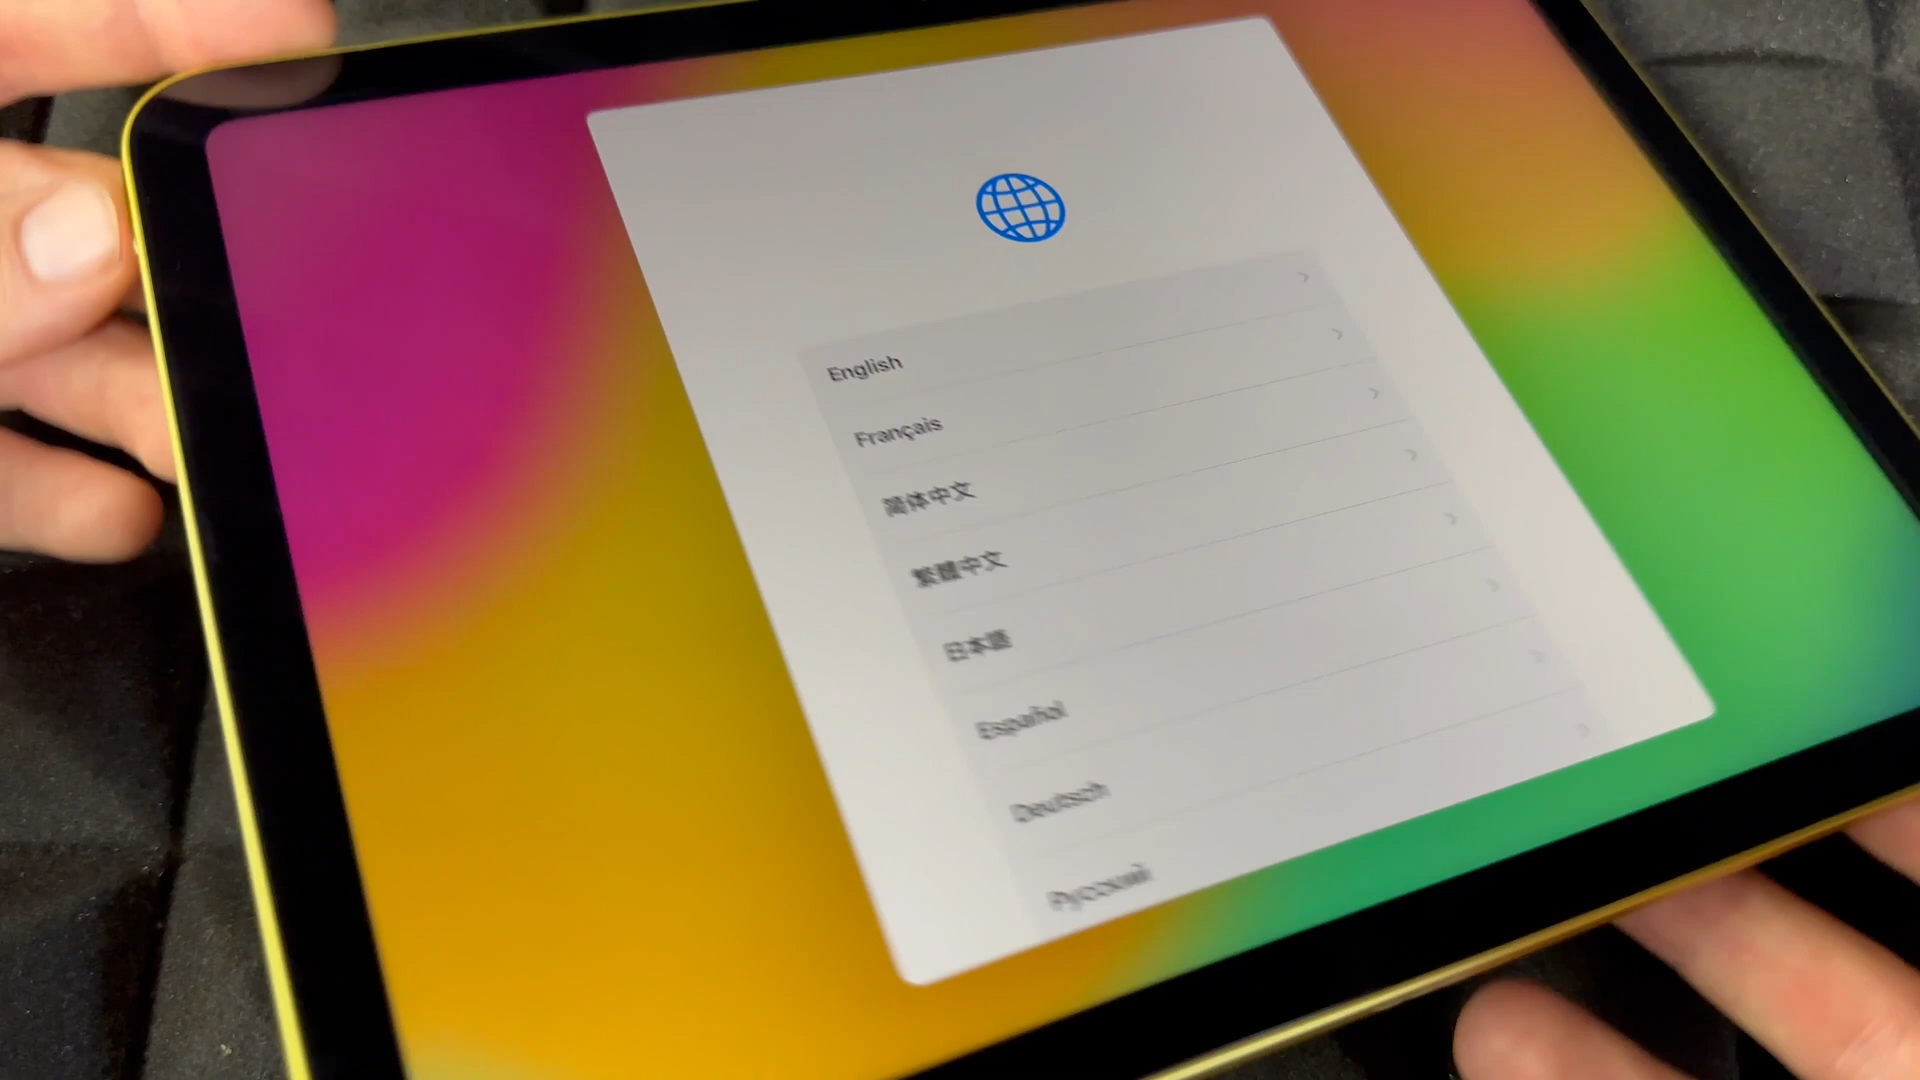 English
Français
简体中文
繁體中文
日本語
Español
Deutsch
Русский